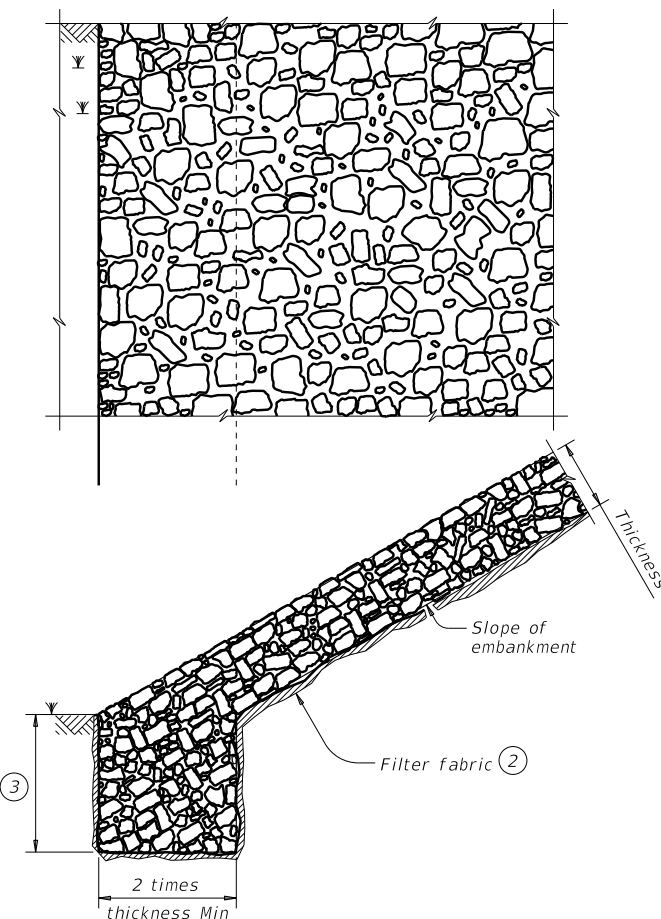 Thickness
Slope of
embankment
Filter fabric 2
3
2 times
thickness Min